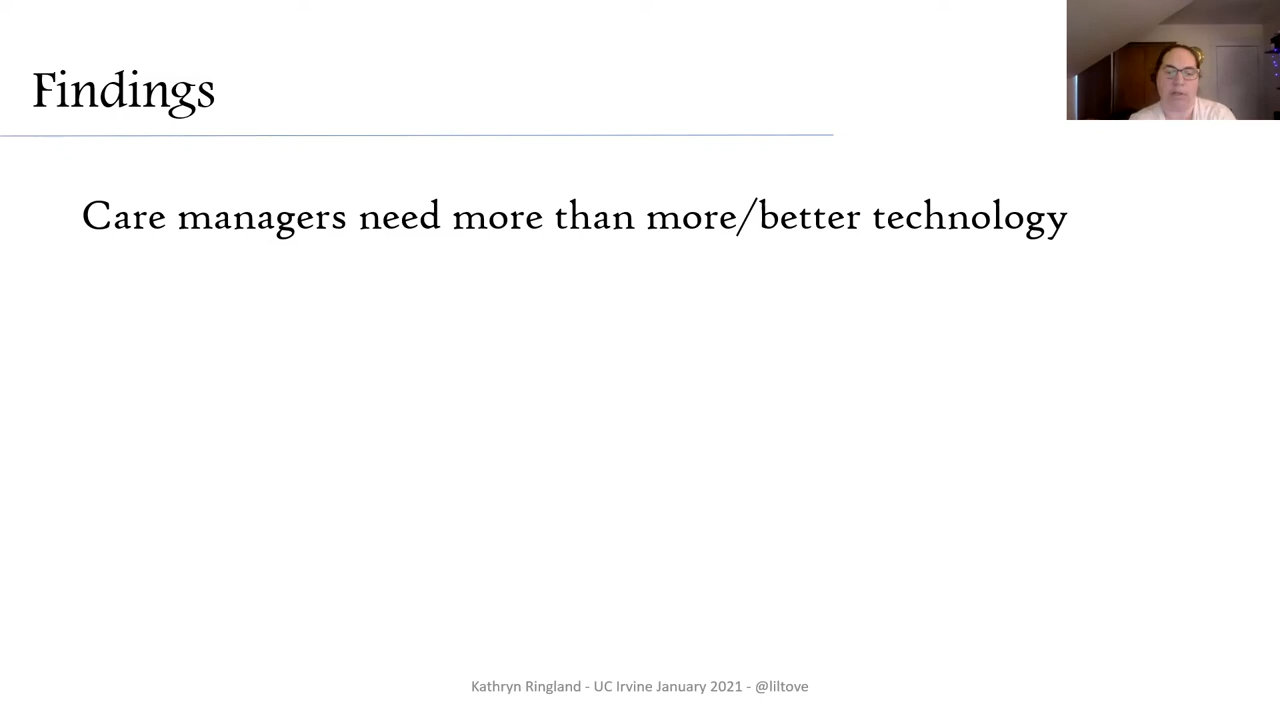 Findings
Care managers need more than more/better technology
Kathryn Ringland - UC Irvine January 2021 - @liltove